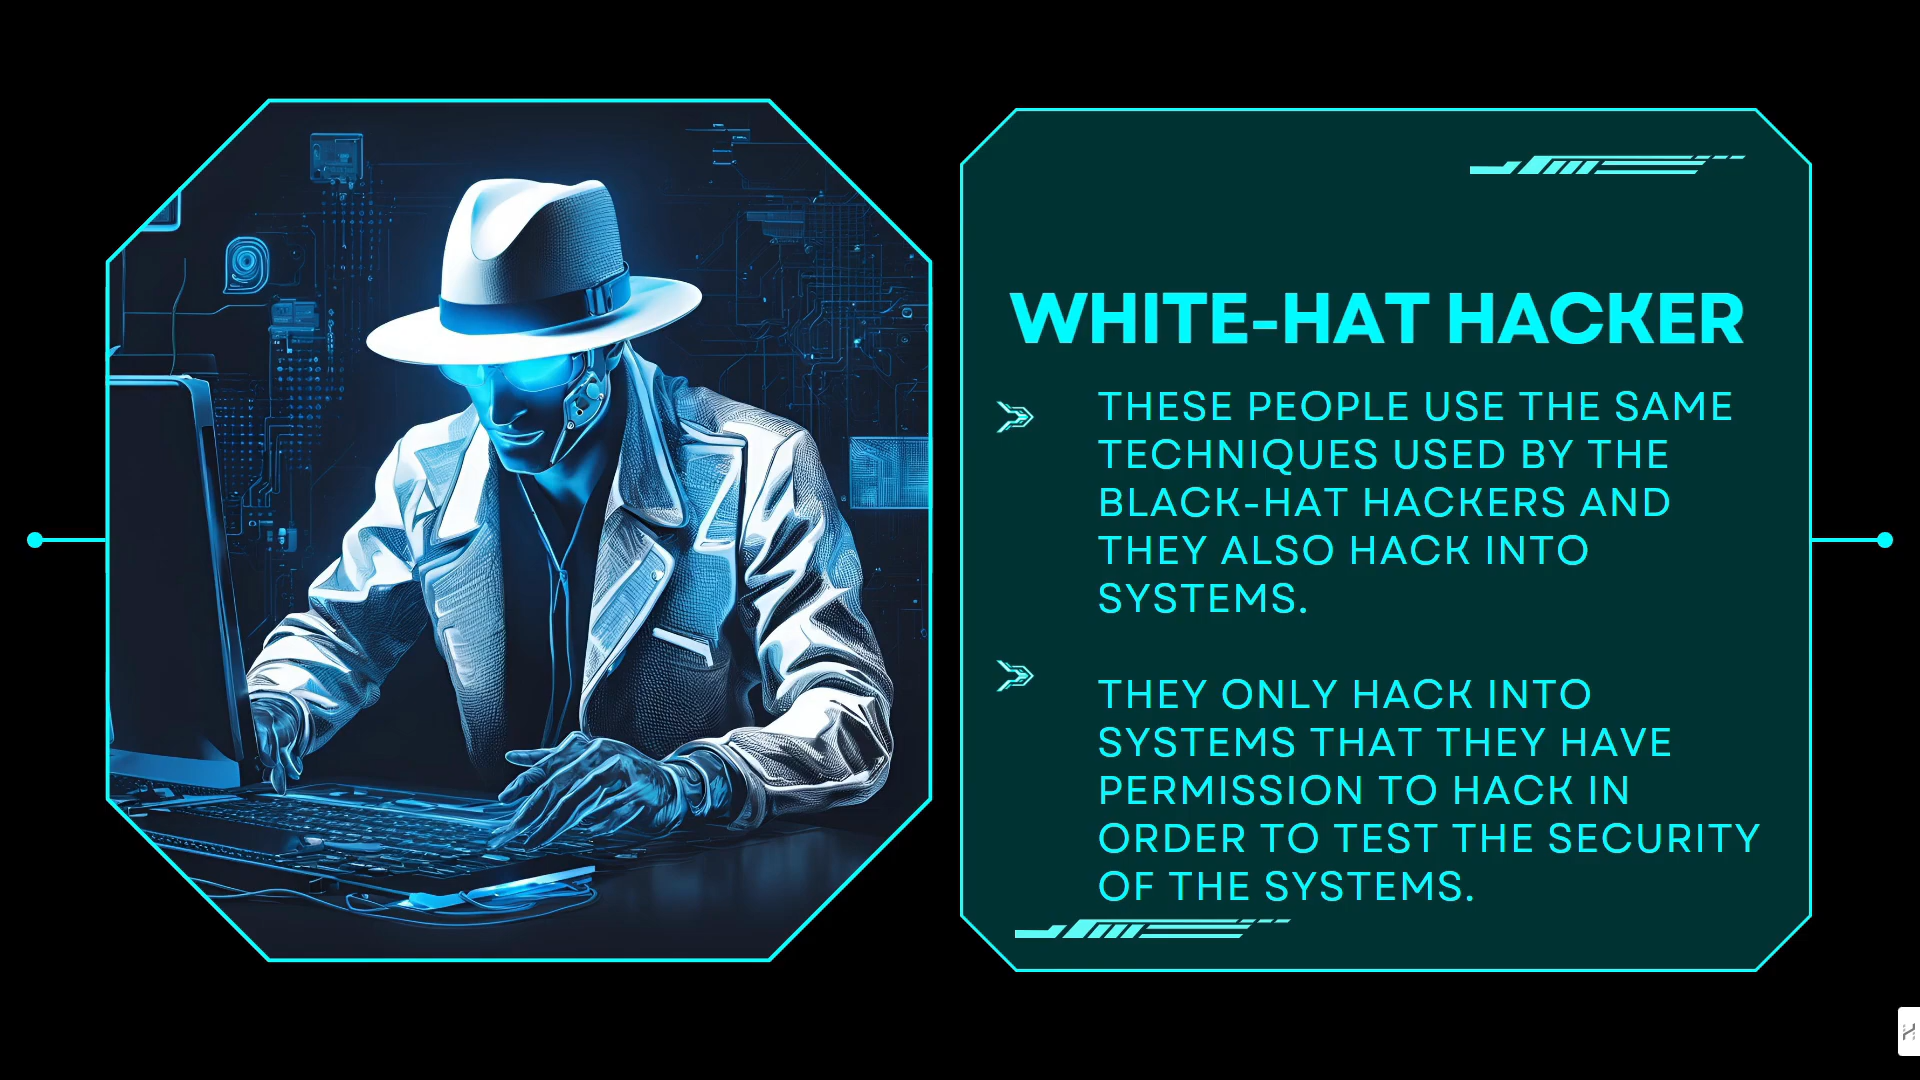 WHITE-HAT HACKER
THESE PEOPLE USE THE SAME
TECHNIQUES USED BY THE
BLACK-HAT HACKERS AND
THEY ALSO HACK INTO
SYSTEMS.
THEY ONLY HACK INTO
SYSTEMS THAT THEY HAVE
PERMISSION TO HACK IN
ORDER TO TEST THE SECURITY
OF THE SYSTEMS.